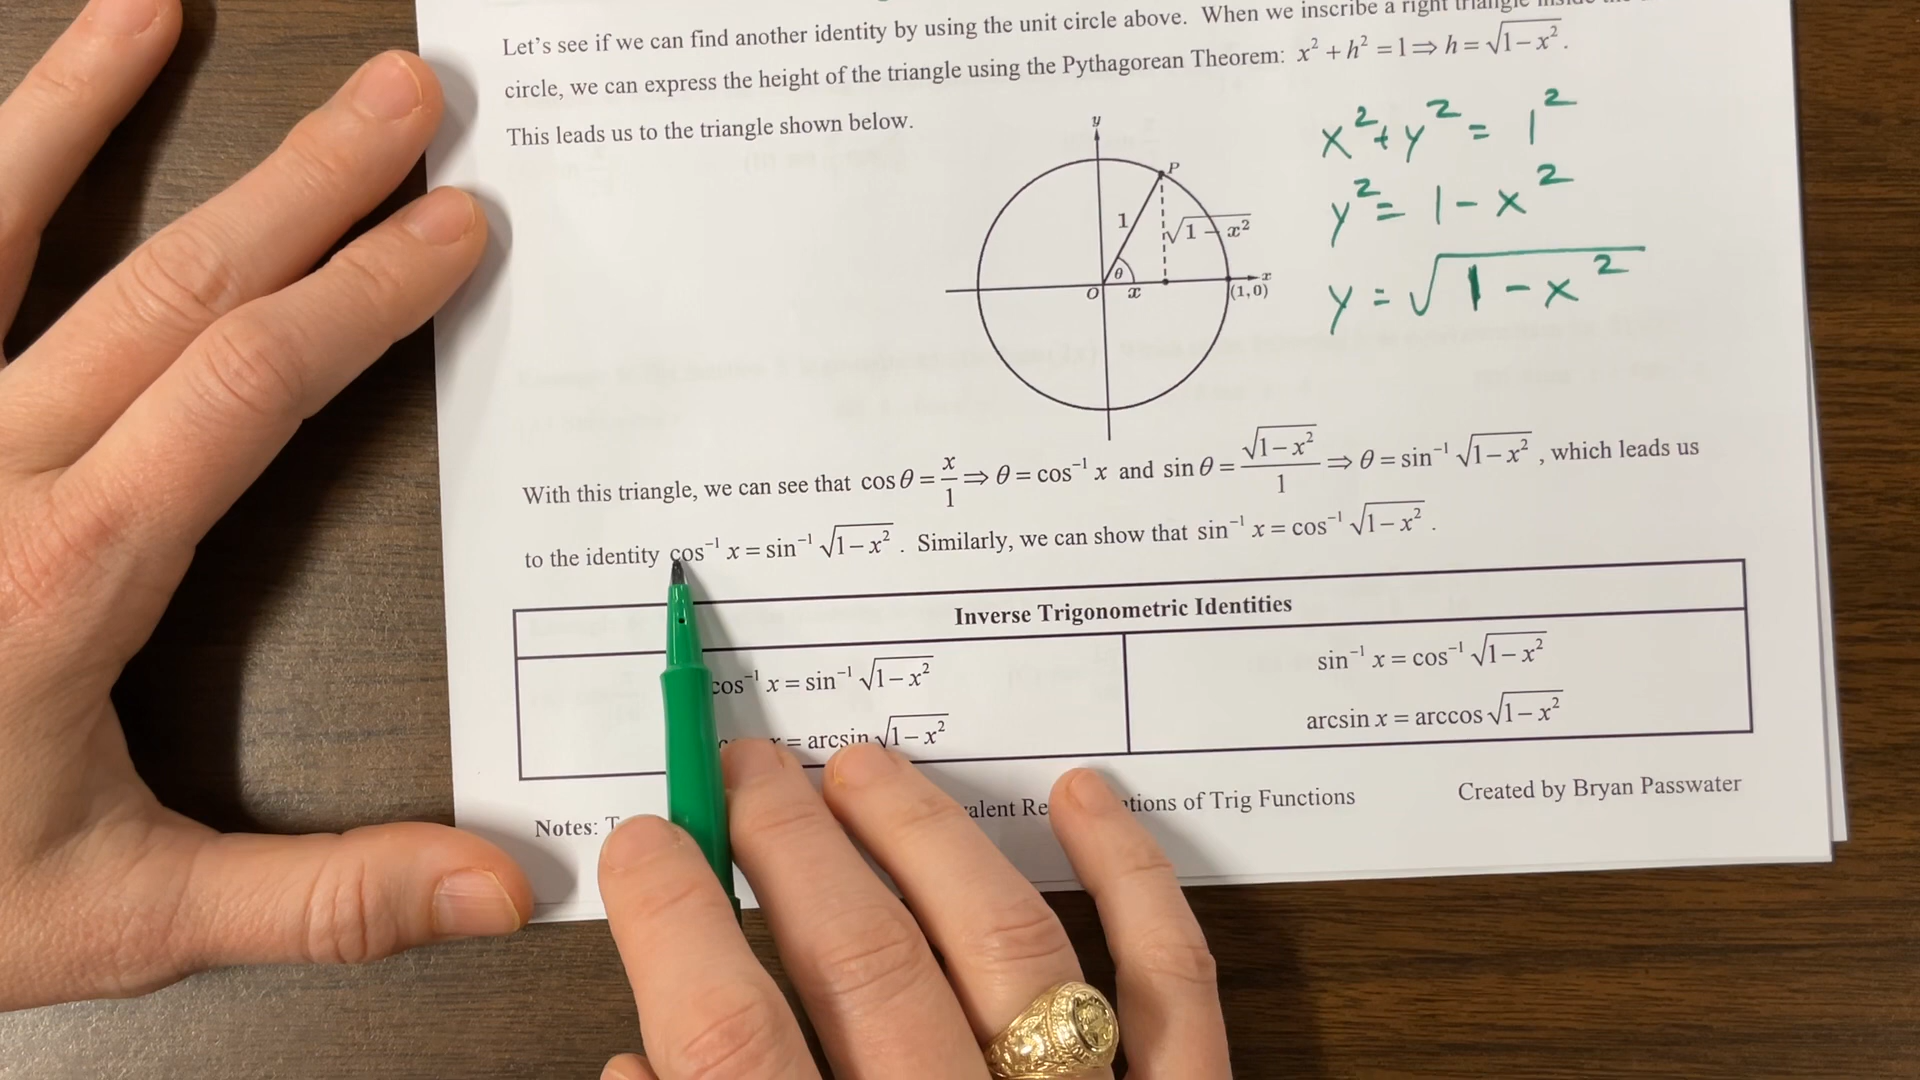 Let's see if we can find another identity by using the unit circle above. When we inscribe a right triangle inside the
circle, we can express the height of the triangle using the Pythagorean Theorem: x² + h² = 1 ⇒ h = √(1 − x²).
This leads us to the triangle shown below.
y
P
1
√(1 − x²)
θ
O
x
x
(1,0)
x² + y² = 1²
y² = 1 − x²
y = √(1 − x²)
With this triangle, we can see that cos θ = x/1 ⇒ θ = cos⁻¹ x and sin θ = √(1 − x²)/1 ⇒ θ = sin⁻¹ √(1 − x²), which leads us
to the identity cos⁻¹ x = sin⁻¹ √(1 − x²). Similarly, we can show that sin⁻¹ x = cos⁻¹ √(1 − x²).
Inverse Trigonometric Identities
cos⁻¹ x = sin⁻¹ √(1 − x²)
sin⁻¹ x = cos⁻¹ √(1 − x²)
x = arcsin √(1 − x²)
arcsin x = arccos √(1 − x²)
Notes: of Trig Functions
Created by Bryan Passwater